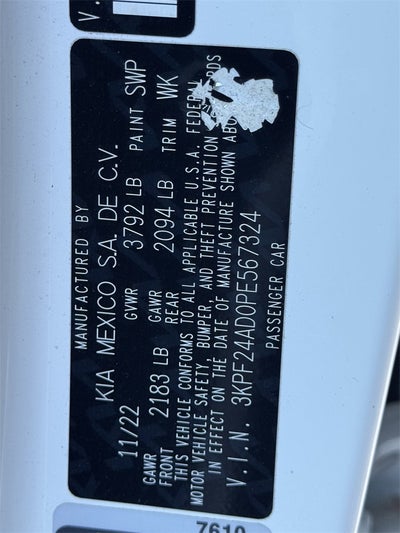 V.
MANUFACTURED BY
KIA MEXICO S.A. DE C.V.
11/22 GVWR 3792 LB PAINT SWP
GAWR FRONT 2183 LB GAWR REAR 2094 LB TRIM WK
THIS VEHICLE CONFORMS TO ALL APPLICABLE U.S.A. FEDERAL
MOTOR VEHICLE SAFETY, BUMPER, AND THEFT PREVENTION
IN EFFECT ON THE DATE OF MANUFACTURE SHOWN
V.I.N. 3KPF24AD0PE567324
PASSENGER CAR
7610